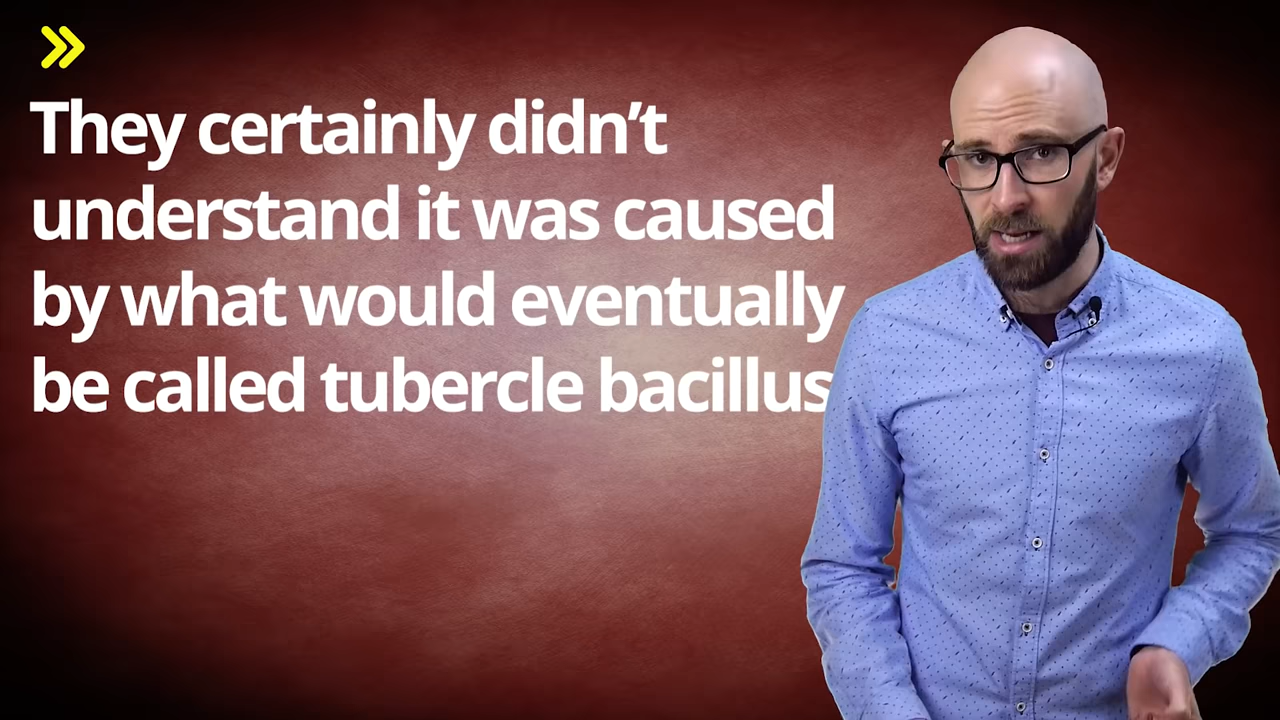 They certainly didn’t
understand it was caused
by what would eventually
be called tubercle bacillus